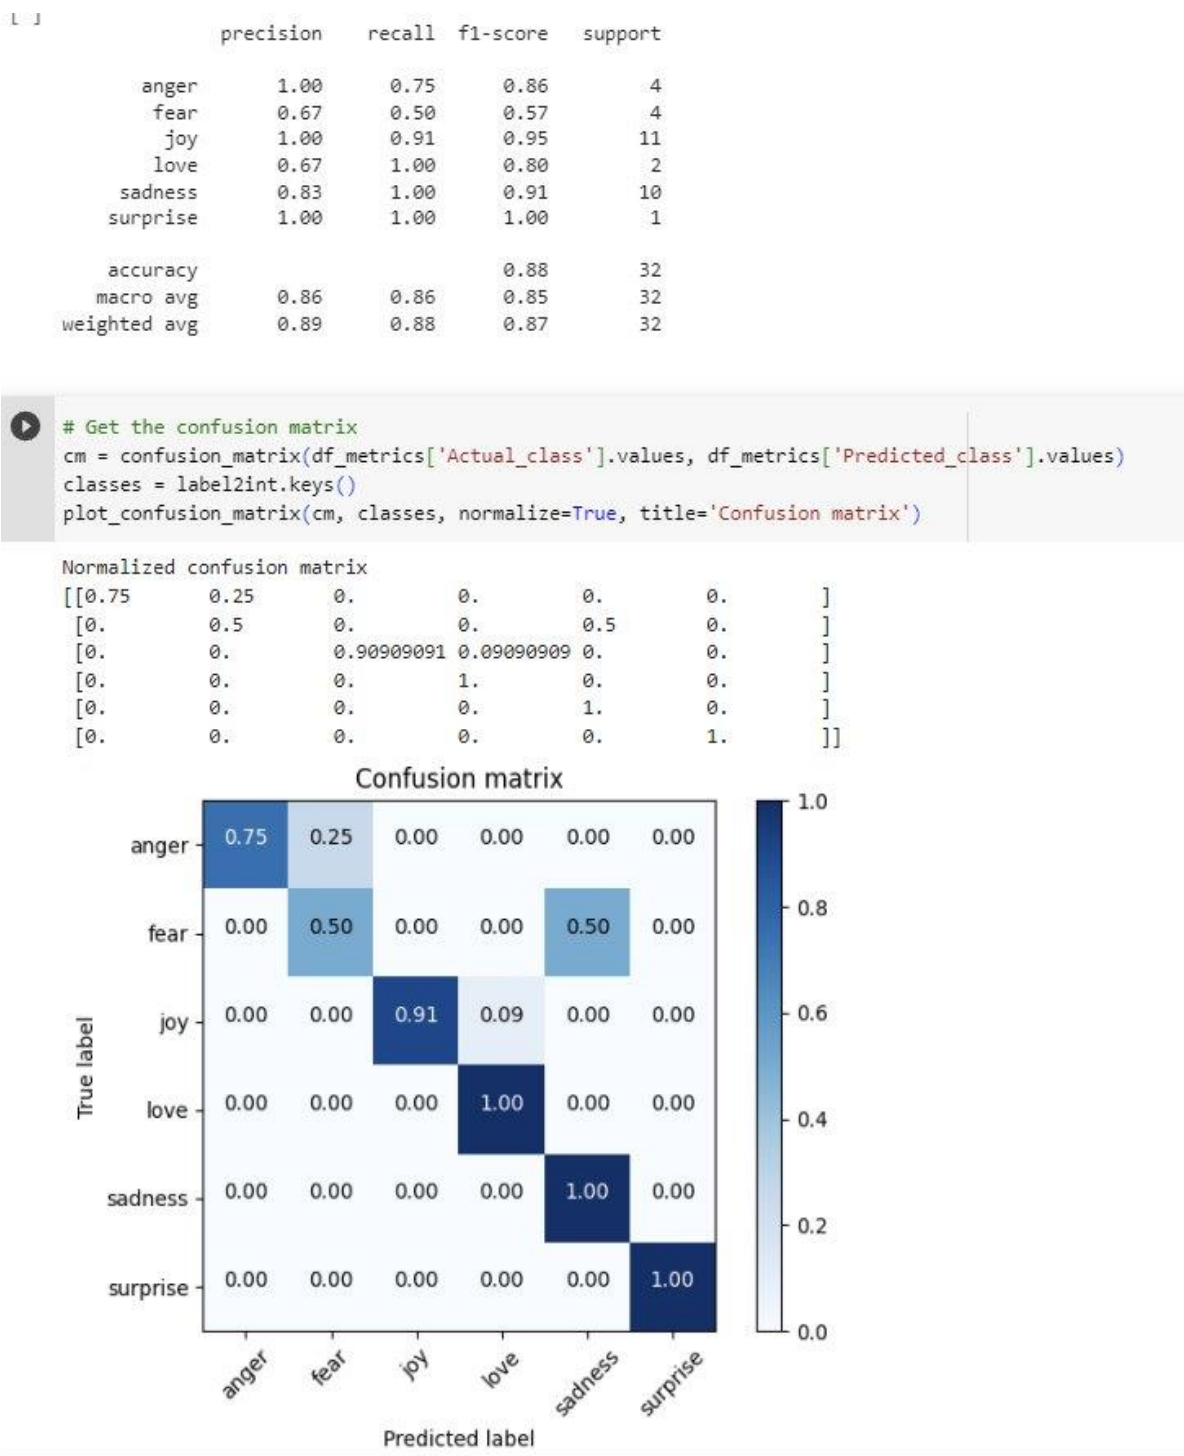 [ ]
precision recall f1-score support
anger 1.00 0.75 0.86 4
fear 0.67 0.50 0.57 4
joy 1.00 0.91 0.95 11
love 0.67 1.00 0.80 2
sadness 0.83 1.00 0.91 10
surprise 1.00 1.00 1.00 1
accuracy 0.88 32
macro avg 0.86 0.86 0.85 32
weighted avg 0.89 0.88 0.87 32
# Get the confusion matrix
cm = confusion_matrix(df_metrics['Actual_class'].values, df_metrics['Predicted_class'].values)
classes = label2int.keys()
plot_confusion_matrix(cm, classes, normalize=True, title='Confusion matrix')
Normalized confusion matrix
[[0.75 0.25 0. 0. 0. 0. ]
[0. 0.5 0. 0. 0.5 0. ]
[0. 0. 0.90909091 0.09090909 0. 0. ]
[0. 0. 0. 1. 0. 0. ]
[0. 0. 0. 0. 1. 0. ]
[0. 0. 0. 0. 0. 1. ]]
Confusion matrix
anger 0.75 0.25 0.00 0.00 0.00 0.00
fear 0.00 0.50 0.00 0.00 0.50 0.00
joy 0.00 0.00 0.91 0.09 0.00 0.00
love 0.00 0.00 0.00 1.00 0.00 0.00
sadness 0.00 0.00 0.00 0.00 1.00 0.00
surprise 0.00 0.00 0.00 0.00 0.00 1.00
True label
anger fear joy love sadness surprise
Predicted label
1.0
0.8
0.6
0.4
0.2
0.0